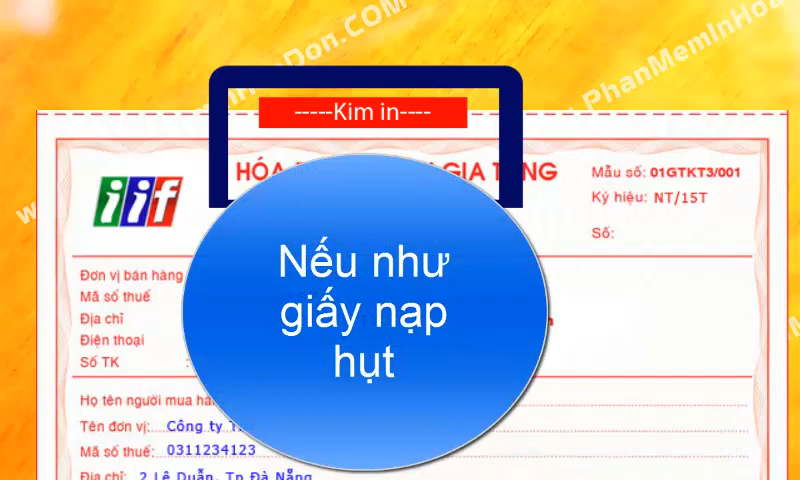 PhanMemInHoa
-----Kim in----
HÓA GIA TĂNG
Mẫu số: 01GTKT3/001
Ký hiệu: NT/15T
Số:
iif
Nếu như
giấy nạp
hụt
Đơn vị bán hàng
Mã số thuế
Địa chỉ
Điện thoại
Số TK :
Họ tên người mua
Tên đơn vị: Công ty
Mã số thuế: 0311234123
Địa chỉ: 2 Lê Duẫn, Tp Đà Nẵng